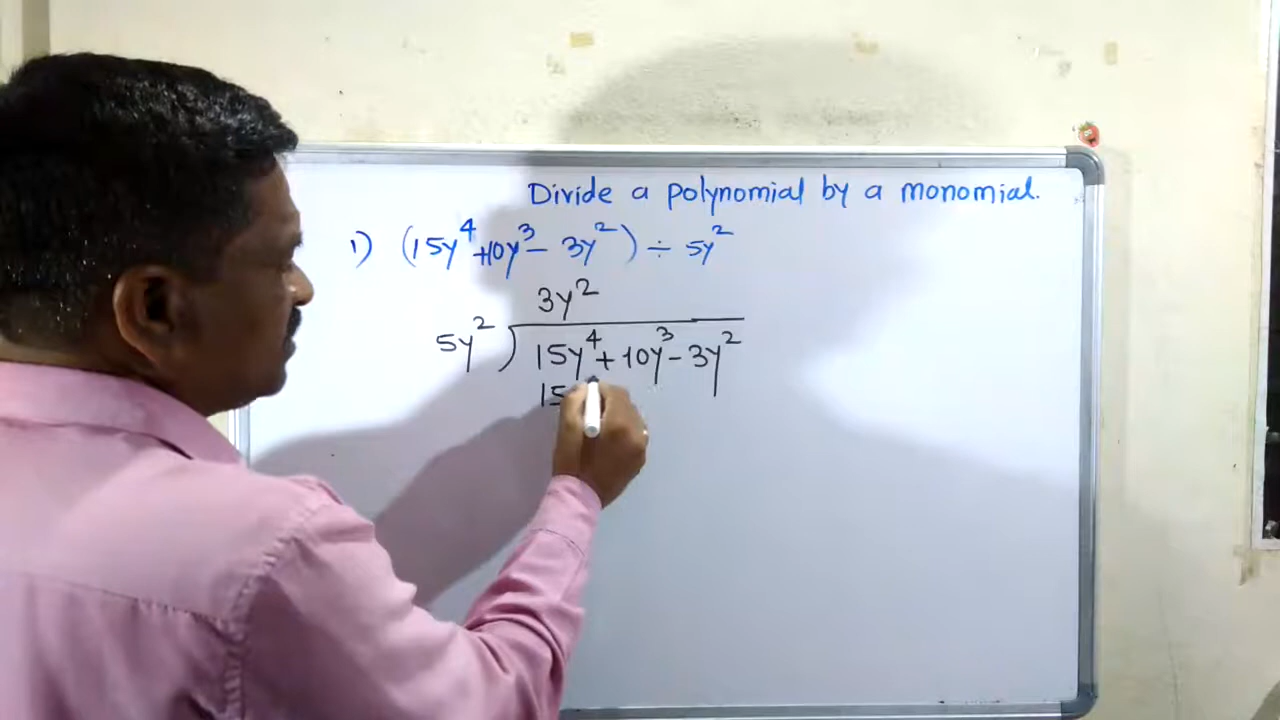 Divide a polynomial by a monomial.
1) (15y⁴+10y³- 3y²) ÷ 5y²
3y²
5y² ) 15y⁴+10y³-3y²
15